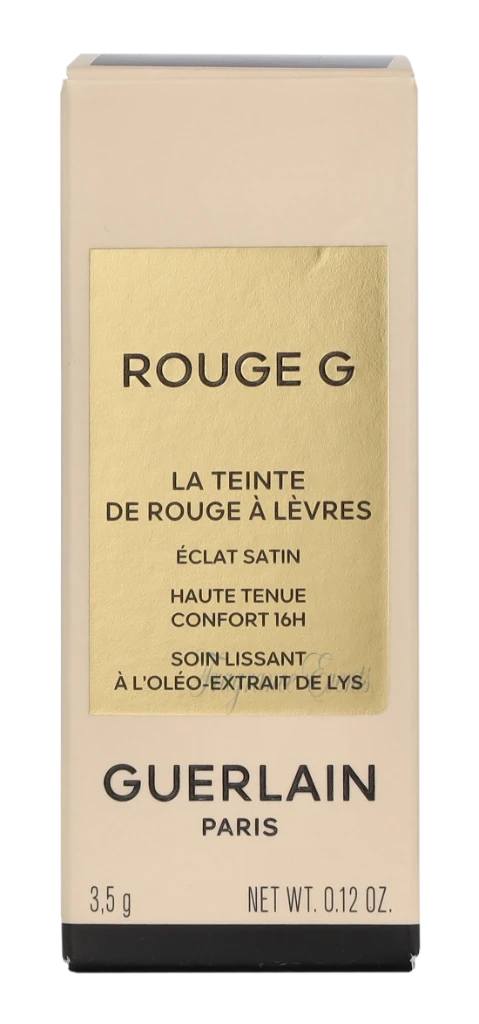 ROUGE G
LA TEINTE
DE ROUGE À LÈVRES
ÉCLAT SATIN
HAUTE TENUE
CONFORT 16H
SOIN LISSANT
À L'OLÉO-EXTRAIT DE LYS
GUERLAIN
PARIS
3,5 g NET WT. 0.12 OZ.